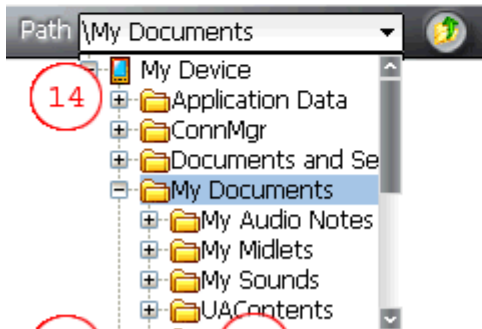 Path \My Documents
My Device
14
Application Data
ConnMgr
Documents and Se
My Documents
My Audio Notes
My Midlets
My Sounds
UAContents